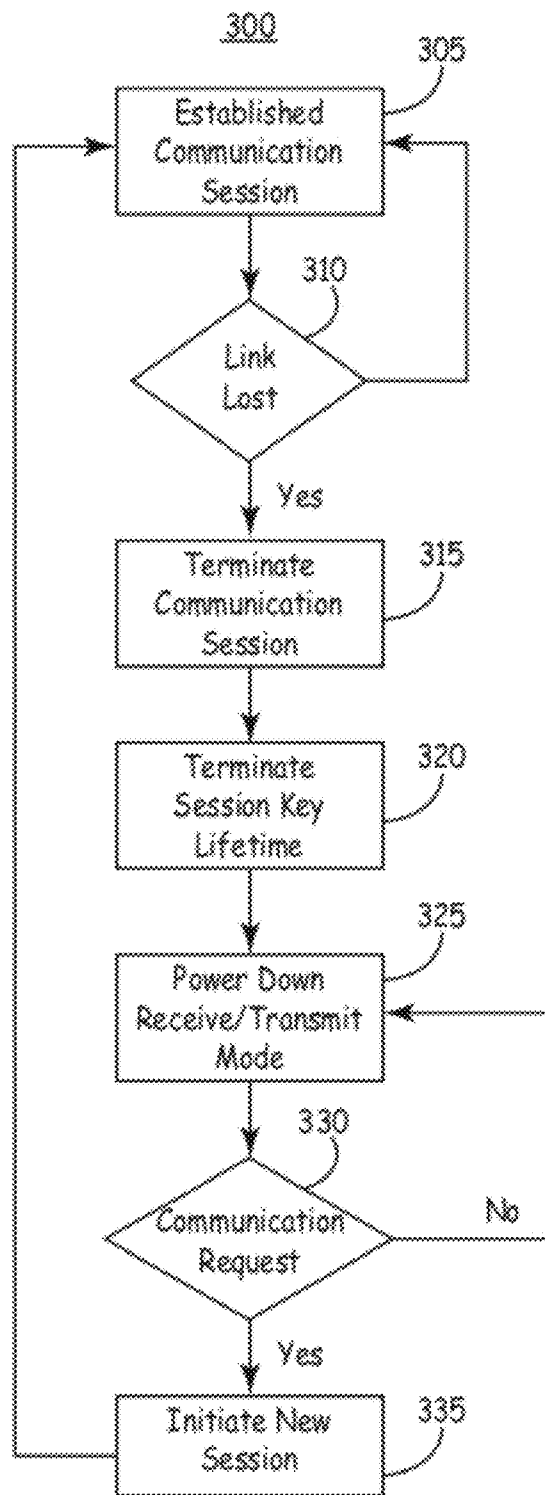 300
305
Established
Communication
Session
310
Link
Lost
Yes
315
Terminate
Communication
Session
320
Terminate
Session Key
Lifetime
325
Power Down
Receive/Transmit
Mode
330
Communication
Request
No
Yes
Initiate New
Session
335